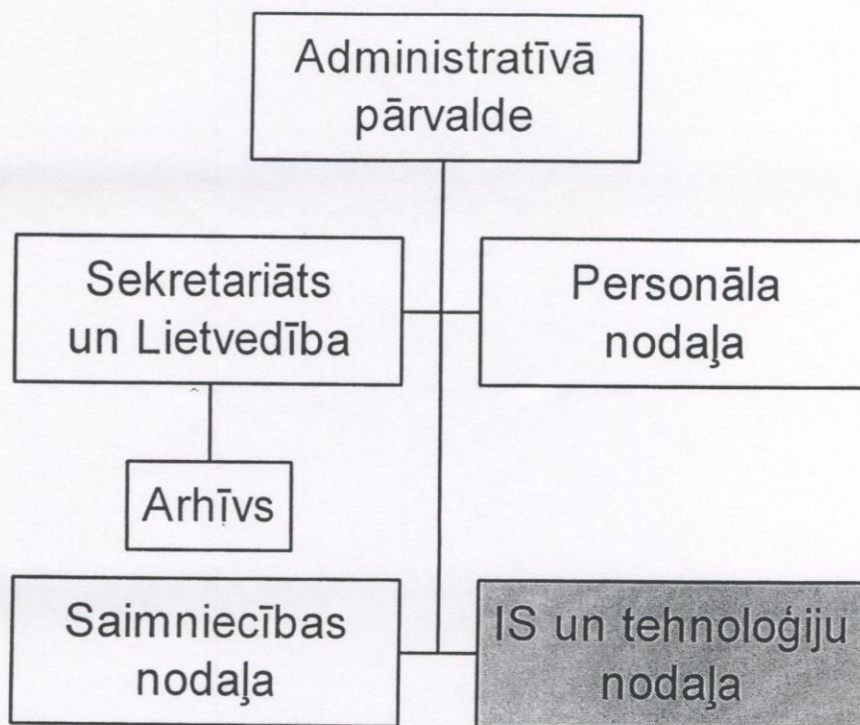 Administratīvā
pārvalde
Sekretariāts
un Lietvedība
Personāla
nodaļa
Arhīvs
Saimniecības
nodaļa
IS un tehnoloģiju
nodaļa